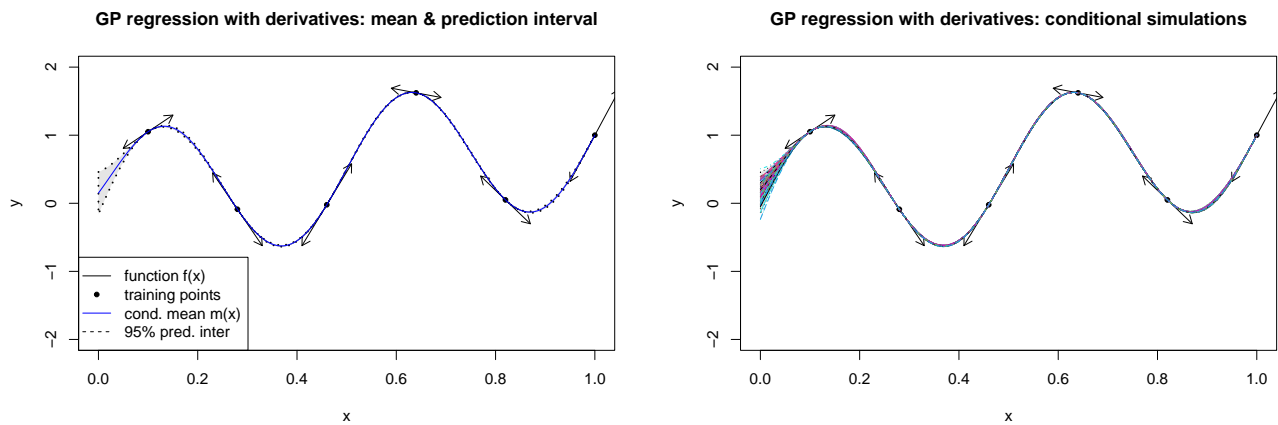 GP regression with derivatives: mean & prediction interval
2
1
0
−1
−2
y
function f(x)
training points
cond. mean m(x)
95% pred. inter
0.0 0.2 0.4 0.6 0.8 1.0
x
GP regression with derivatives: conditional simulations
2
1
0
−1
−2
y
0.0 0.2 0.4 0.6 0.8 1.0
x